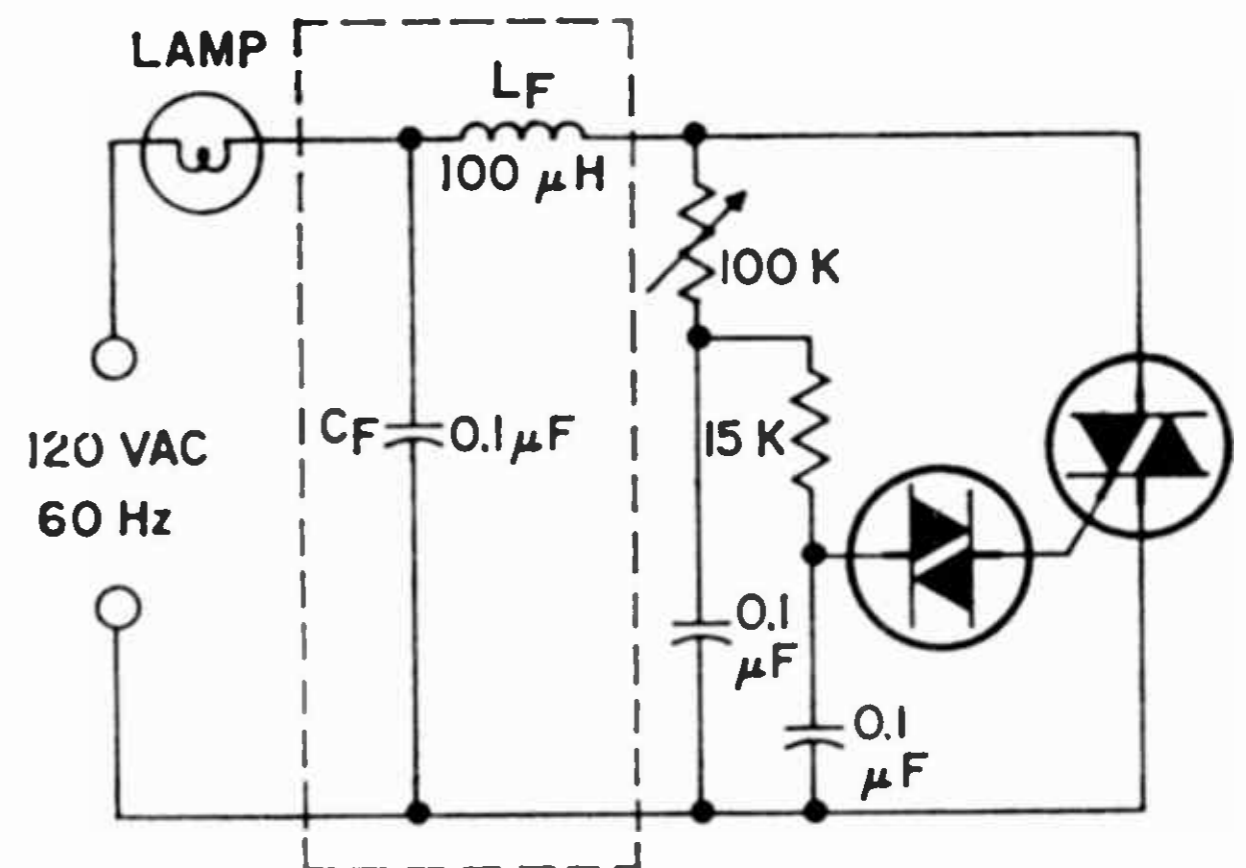 LAMP
LF
100 μH
100 K
CF
0.1 μF
15 K
120 VAC
60 Hz
0.1
μF
0.1
μF